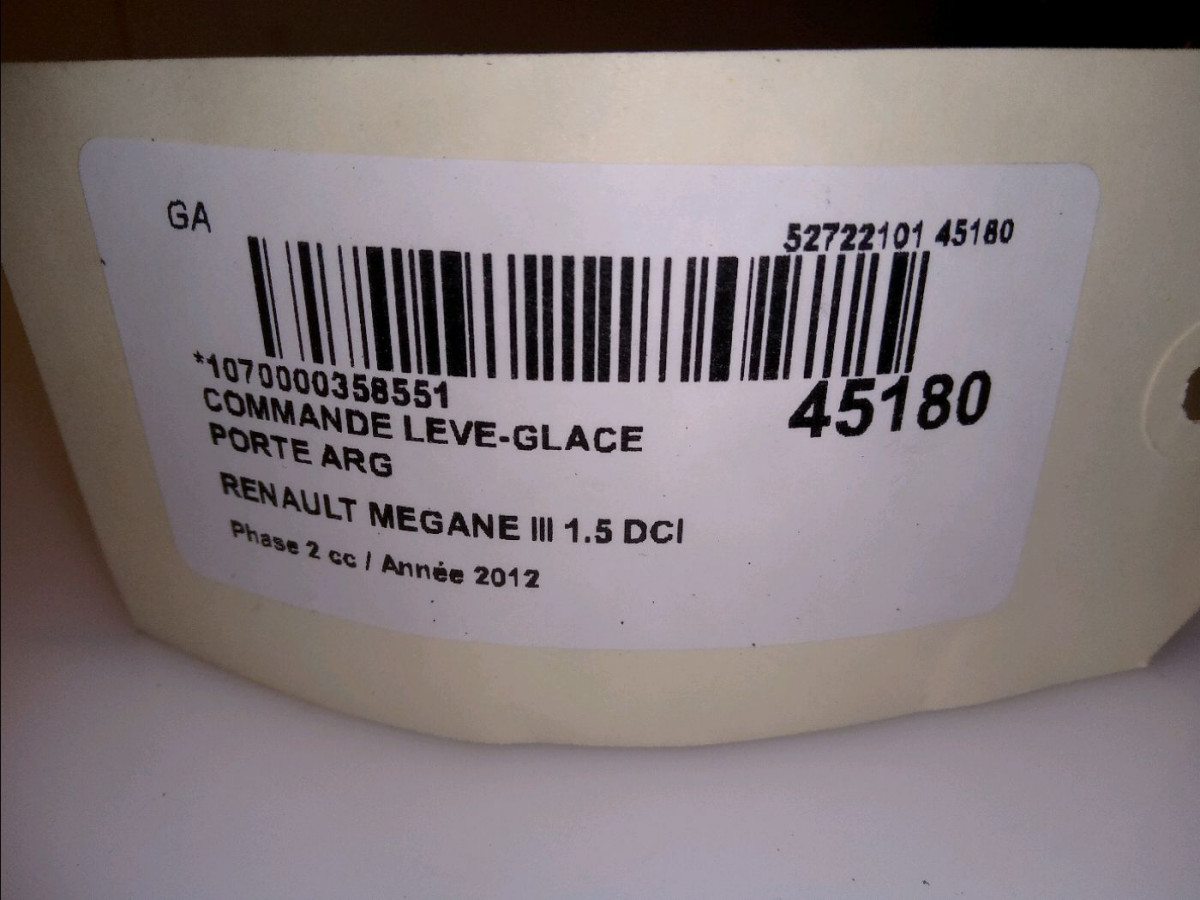 GA
52722101 45180
*1070000358551
45180
COMMANDE LEVE-GLACE
PORTE ARG
RENAULT MEGANE III 1.5 DCI
Phase 2 cc / Année 2012